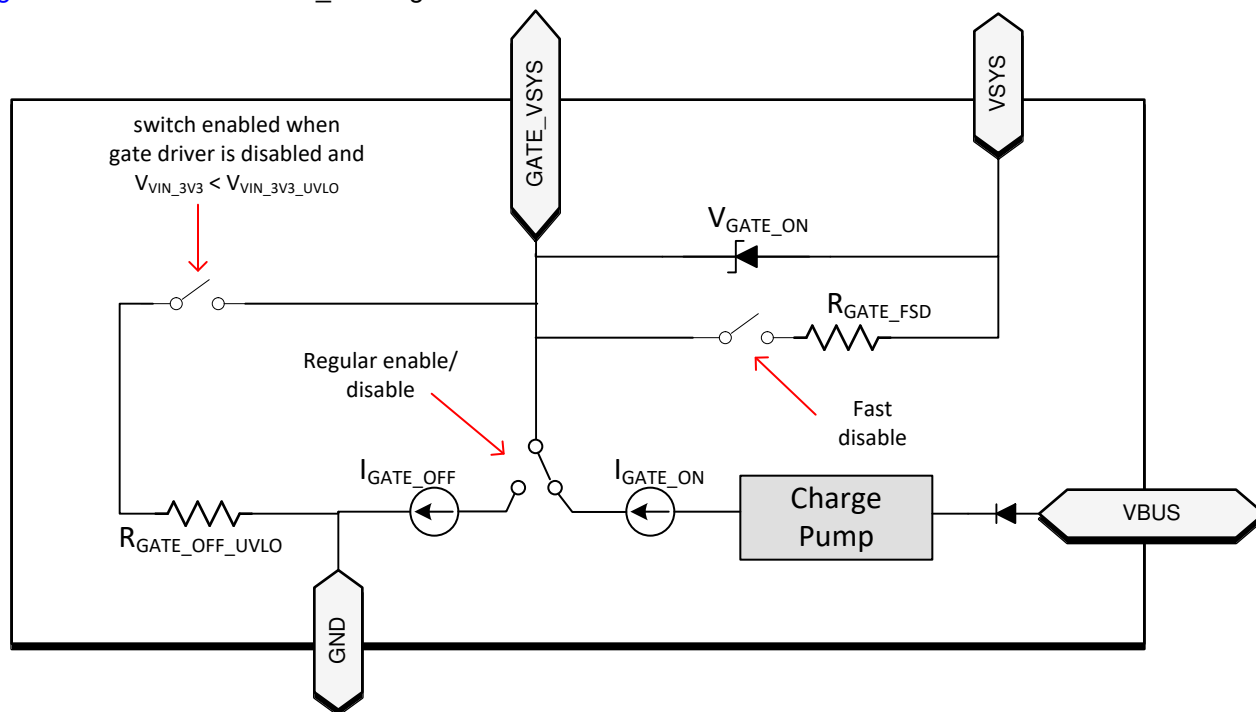 GATE_VSYS
VSYS
switch enabled when
gate driver is disabled and
VVIN_3V3 < VVIN_3V3_UVLO
VGATE_ON
RGATE_FSD
Regular enable/
disable
Fast
disable
IGATE_OFF
IGATE_ON
Charge
Pump
VBUS
RGATE_OFF_UVLO
GND